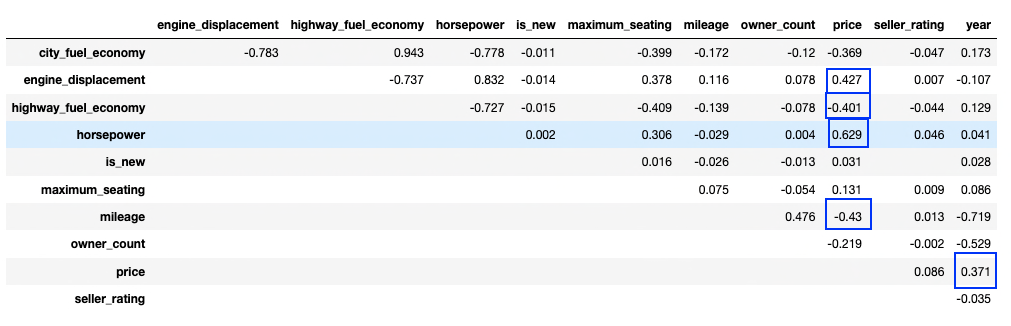 engine_displacement highway_fuel_economy horsepower is_new maximum_seating mileage owner_count price seller_rating year
city_fuel_economy -0.783 0.943 -0.778 -0.011 -0.399 -0.172 -0.12 -0.369 -0.047 0.173
engine_displacement -0.737 0.832 -0.014 0.378 0.116 0.078 0.427 0.007 -0.107
highway_fuel_economy -0.727 -0.015 -0.409 -0.139 -0.078 -0.401 -0.044 0.129
horsepower 0.002 0.306 -0.029 0.004 0.629 0.046 0.041
is_new 0.016 -0.026 -0.013 0.031 0.028
maximum_seating 0.075 -0.054 0.131 0.009 0.086
mileage 0.476 -0.43 0.013 -0.719
owner_count -0.219 -0.002 -0.529
price 0.086 0.371
seller_rating -0.035